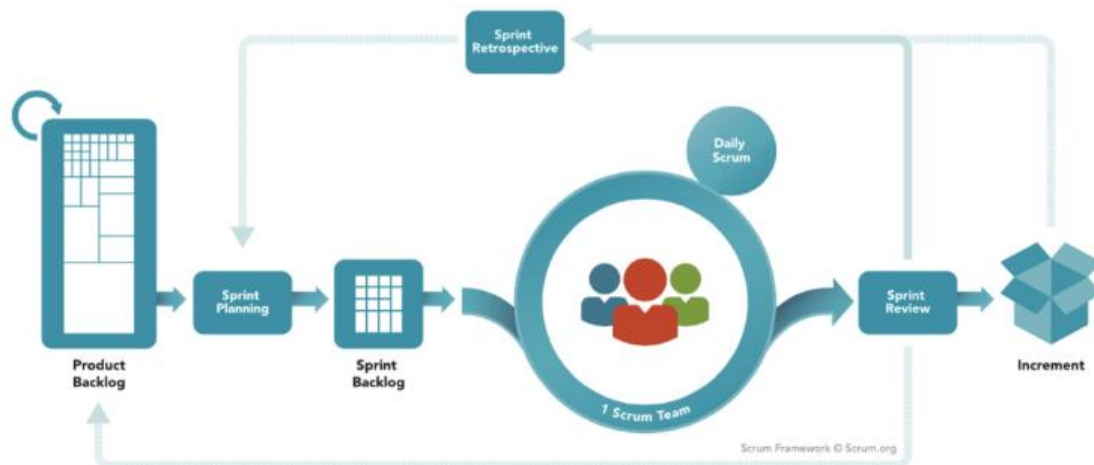 Sprint
Retrospective
Daily
Scrum
Sprint
Planning
Sprint
Review
Product
Backlog
Sprint
Backlog
Increment
1 Scrum Team
Scrum Framework © Scrum.org